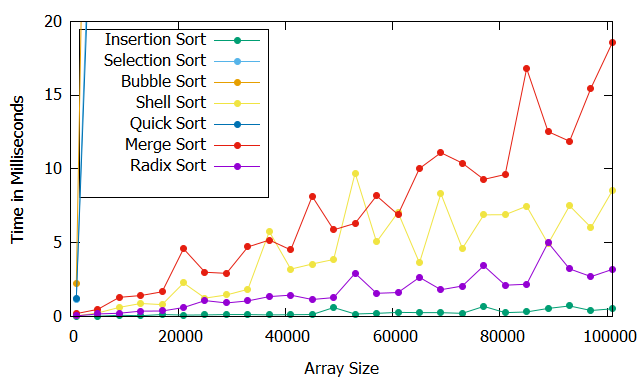 20
15
10
5
0
Time in Milliseconds
Insertion Sort
Selection Sort
Bubble Sort
Shell Sort
Quick Sort
Merge Sort
Radix Sort
0 20000 40000 60000 80000 100000
Array Size